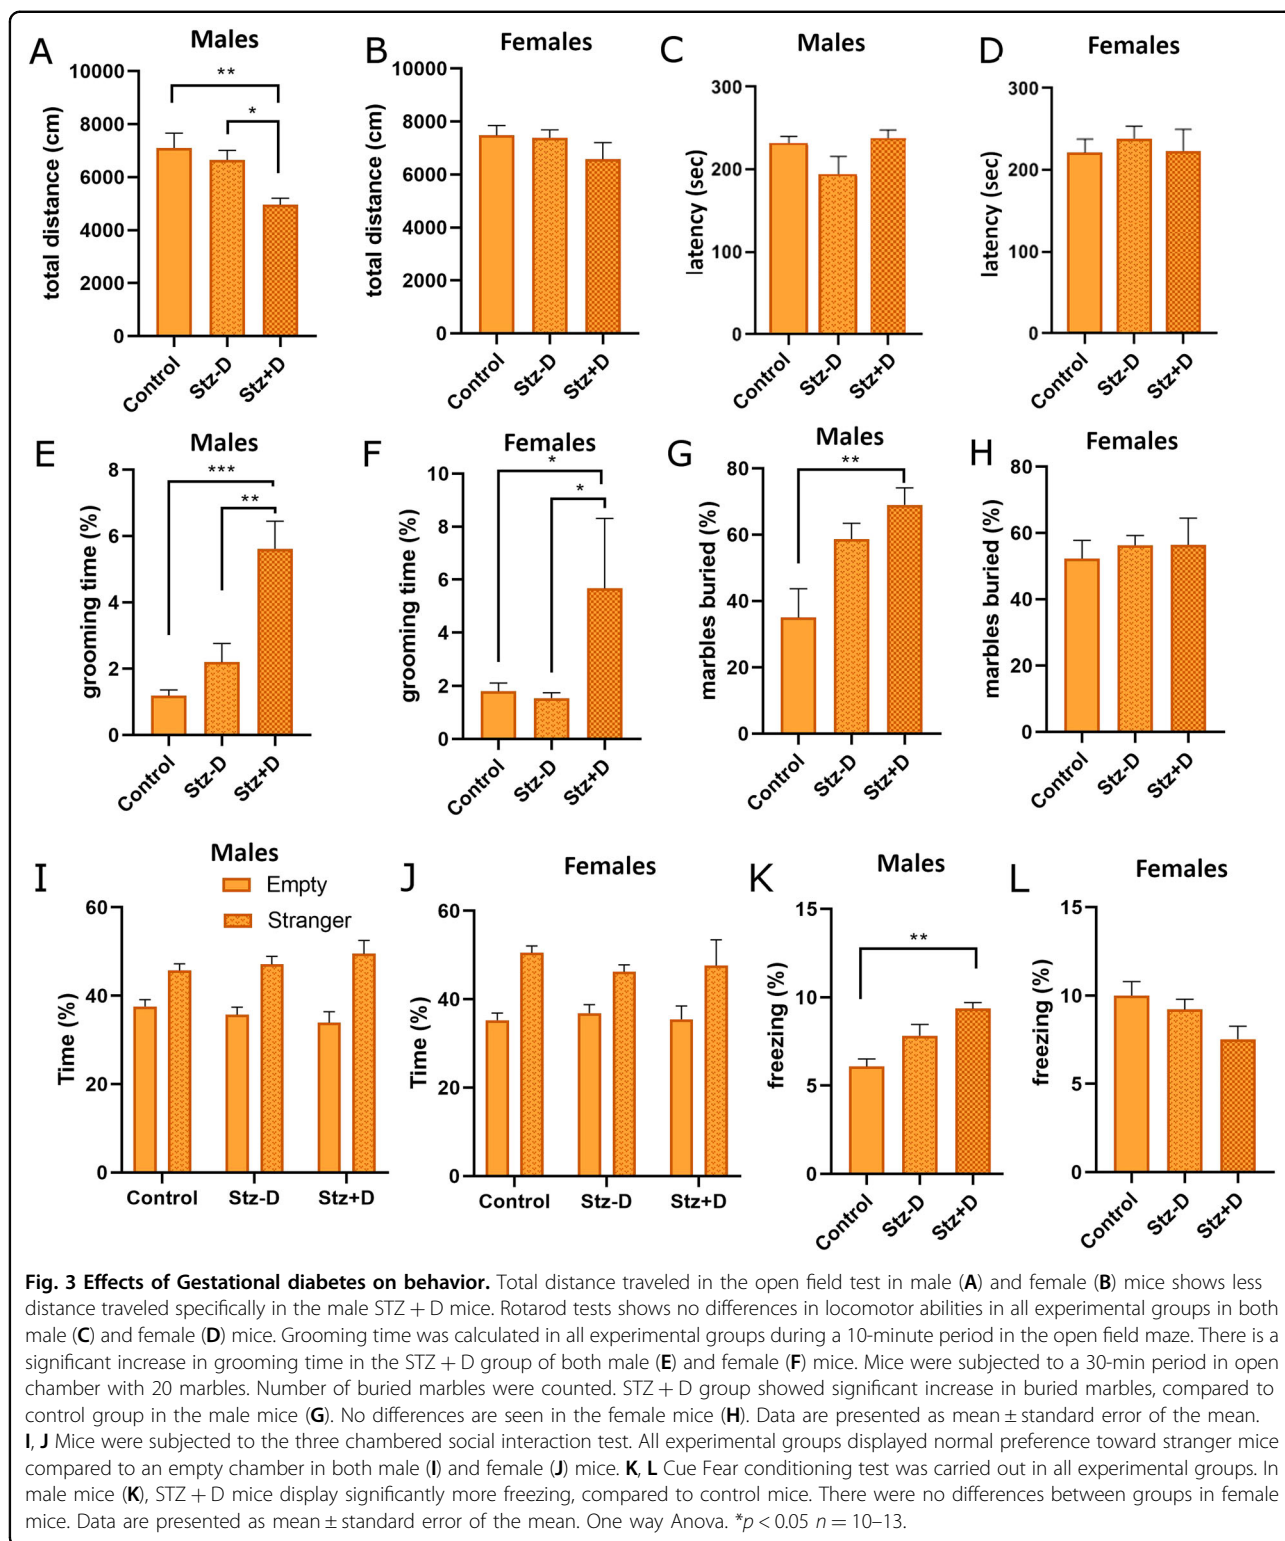 A
Males
total distance (cm)
10000
8000
6000
4000
2000
0
**
*
Control
Stz-D
Stz+D
B
Females
total distance (cm)
10000
8000
6000
4000
2000
0
Control
Stz-D
Stz+D
C
Males
latency (sec)
300
200
100
0
Control
Stz-D
Stz+D
D
Females
latency (sec)
300
200
100
0
Control
Stz-D
Stz+D
E
Males
grooming time (%)
8
6
4
2
0
***
**
Control
Stz-D
Stz+D
F
Females
grooming time (%)
10
8
6
4
2
0
*
*
Control
Stz-D
Stz+D
G
Males
marbles buried (%)
80
60
40
20
0
**
Control
Stz-D
Stz+D
H
Females
marbles buried (%)
80
60
40
20
0
Control
Stz-D
Stz+D
I
Males
Empty
Stranger
Time (%)
60
40
20
0
Control
Stz-D
Stz+D
J
Females
Time (%)
60
40
20
0
Control
Stz-D
Stz+D
K
Males
freezing (%)
15
10
5
0
**
Control
Stz-D
Stz+D
L
Females
freezing (%)
15
10
5
0
Control
Stz-D
Stz+D
Fig. 3 Effects of Gestational diabetes on behavior. Total distance traveled in the open field test in male (A) and female (B) mice shows less
distance traveled specifically in the male STZ + D mice. Rotarod tests shows no differences in locomotor abilities in all experimental groups in both
male (C) and female (D) mice. Grooming time was calculated in all experimental groups during a 10-minute period in the open field maze. There is a
significant increase in grooming time in the STZ + D group of both male (E) and female (F) mice. Mice were subjected to a 30-min period in open
chamber with 20 marbles. Number of buried marbles were counted. STZ + D group showed significant increase in buried marbles, compared to
control group in the male mice (G). No differences are seen in the female mice (H). Data are presented as mean ± standard error of the mean.
I, J Mice were subjected to the three chambered social interaction test. All experimental groups displayed normal preference toward stranger mice
compared to an empty chamber in both male (I) and female (J) mice. K, L Cue Fear conditioning test was carried out in all experimental groups. In
male mice (K), STZ + D mice display significantly more freezing, compared to control mice. There were no differences between groups in female
mice. Data are presented as mean ± standard error of the mean. One way Anova. *p < 0.05 n = 10–13.